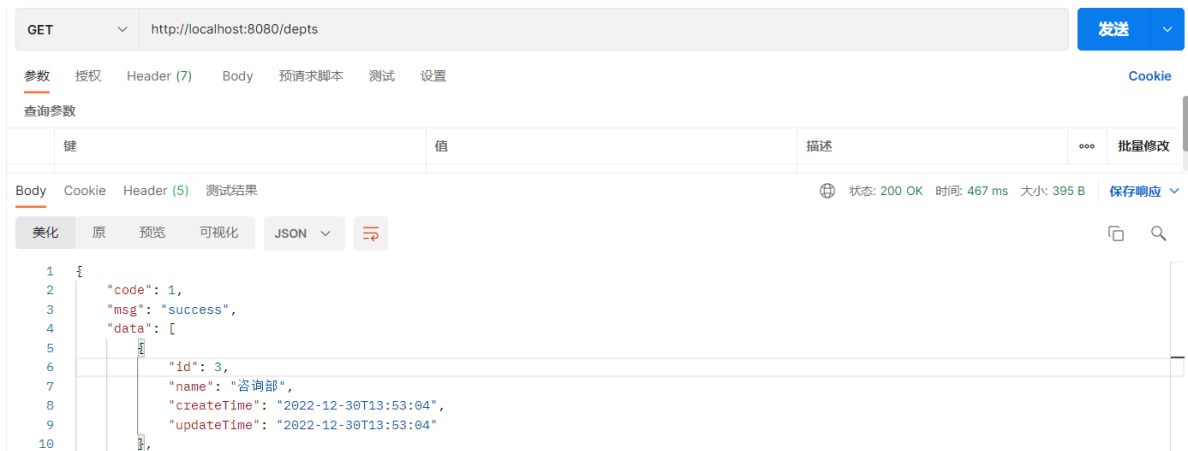 GET http://localhost:8080/depts 发送
参数 授权 Header (7) Body 预请求脚本 测试 设置 Cookie
查询参数
键 值 描述 批量修改
Body Cookie Header (5) 测试结果 状态: 200 OK 时间: 467 ms 大小: 395 B 保存响应
美化 原 预览 可视化 JSON
1 {
2 "code": 1,
3 "msg": "success",
4 "data": [
5 {
6 "id": 3,
7 "name": "咨询部",
8 "createTime": "2022-12-30T13:53:04",
9 "updateTime": "2022-12-30T13:53:04"
10 },